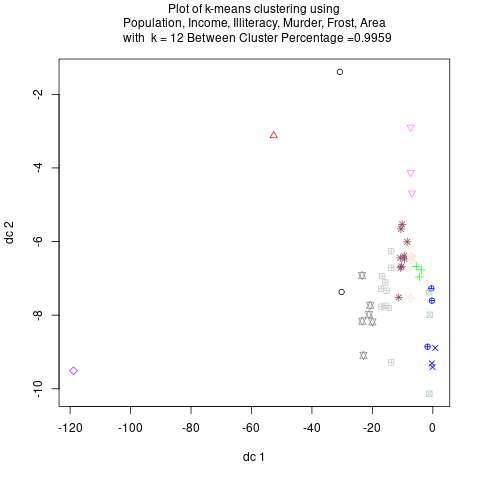 Plot of k-means clustering using
Population, Income, Illiteracy, Murder, Frost, Area
with k = 12 Between Cluster Percentage =0.9959
-2
-4
-6
-8
-10
dc 2
-120 -100 -80 -60 -40 -20 0
dc 1